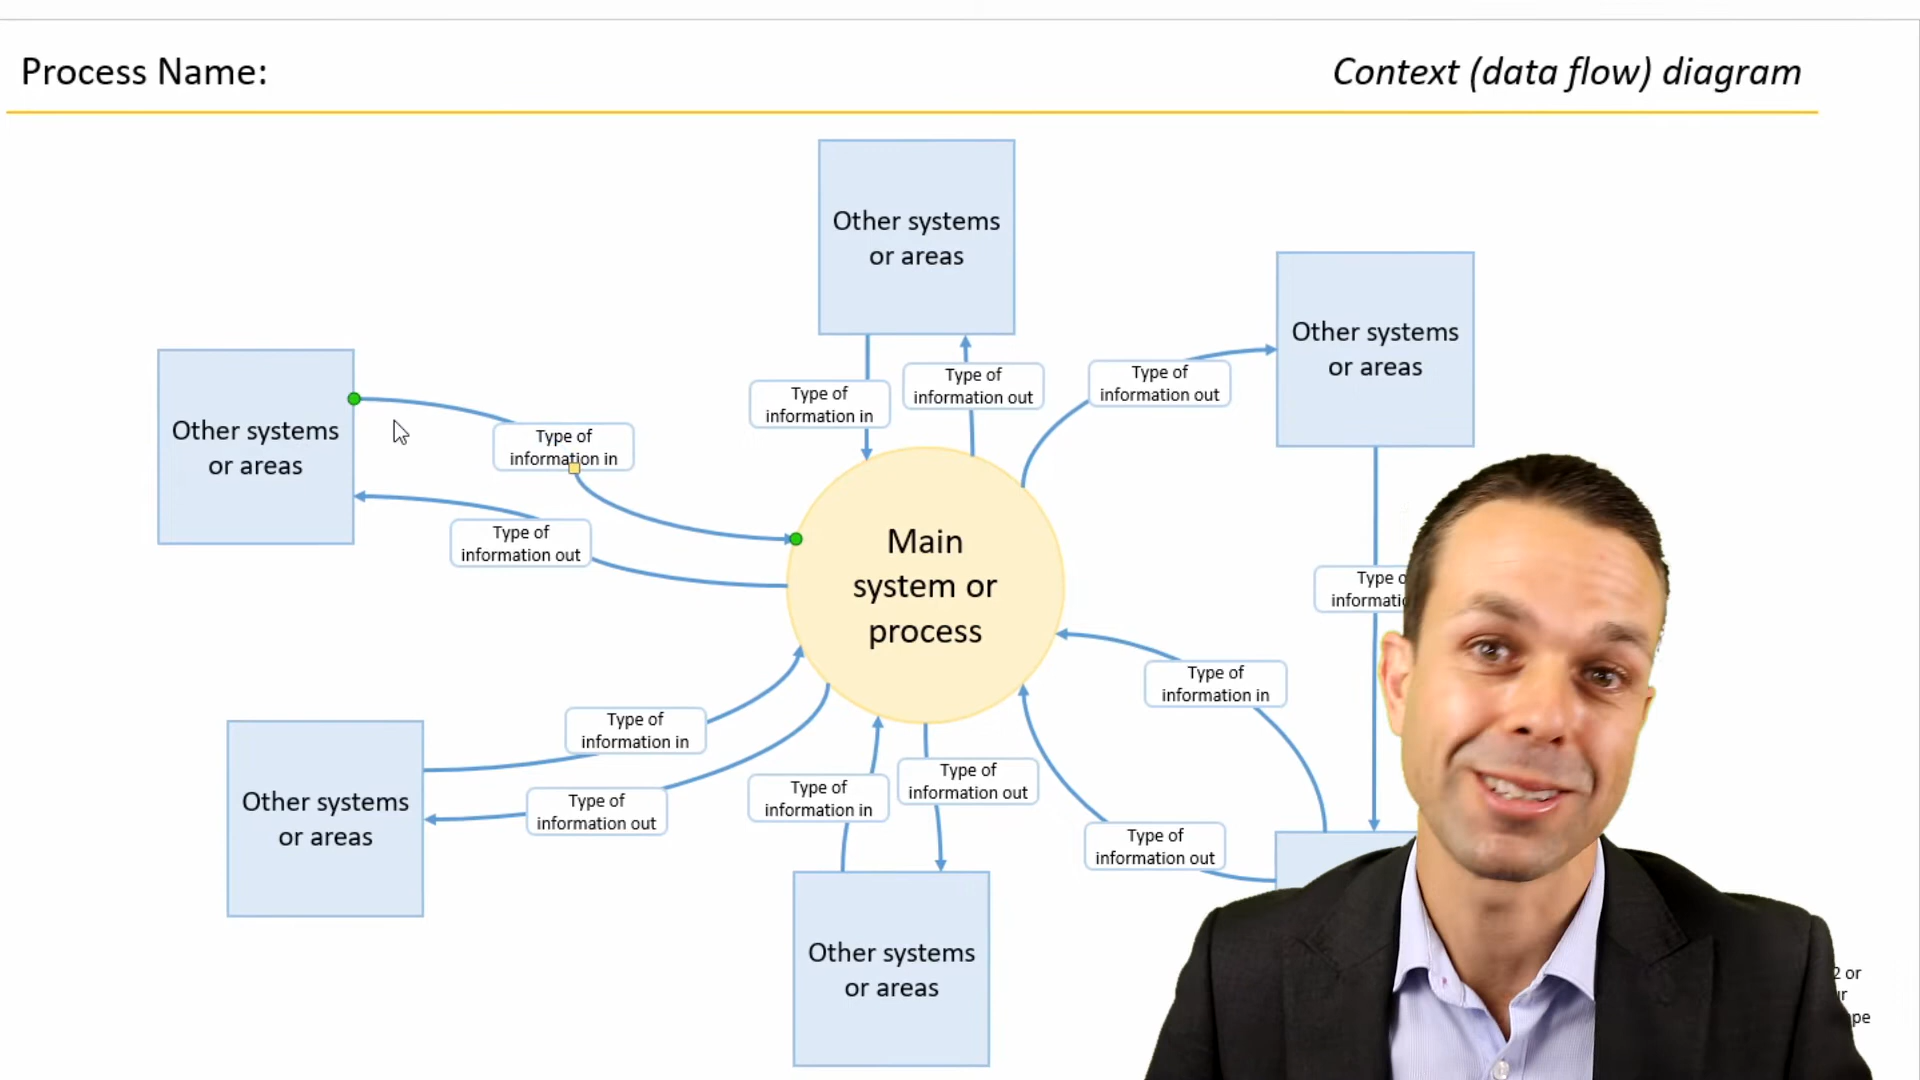 Process Name:
Context (data flow) diagram
Other systems
or areas
Other systems
or areas
Type of
information in
Type of
information out
Type of
information out
Other systems
or areas
Type of
information in
Type of
information out
Main
system or
process
Type
Type of
information in
Type of
information in
Other systems
or areas
Type of
information out
Type of
information in
Type of
information out
Type of
information out
Other systems
or areas
2 or